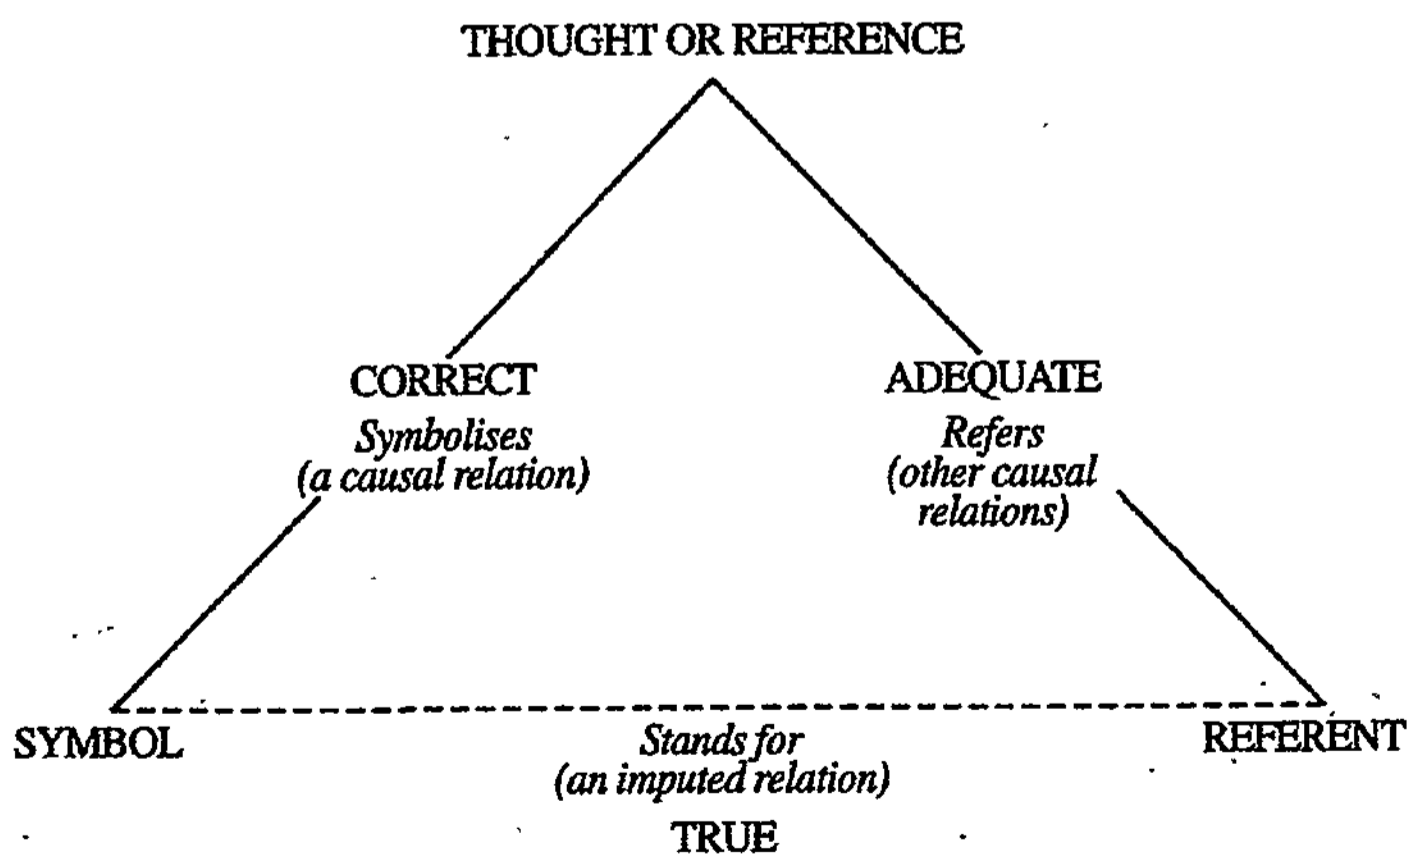 THOUGHT OR REFERENCE
CORRECT
Symbolises
(a causal relation)
ADEQUATE
Refers
(other causal
relations)
SYMBOL
Stands for
(an imputed relation)
TRUE
REFERENT